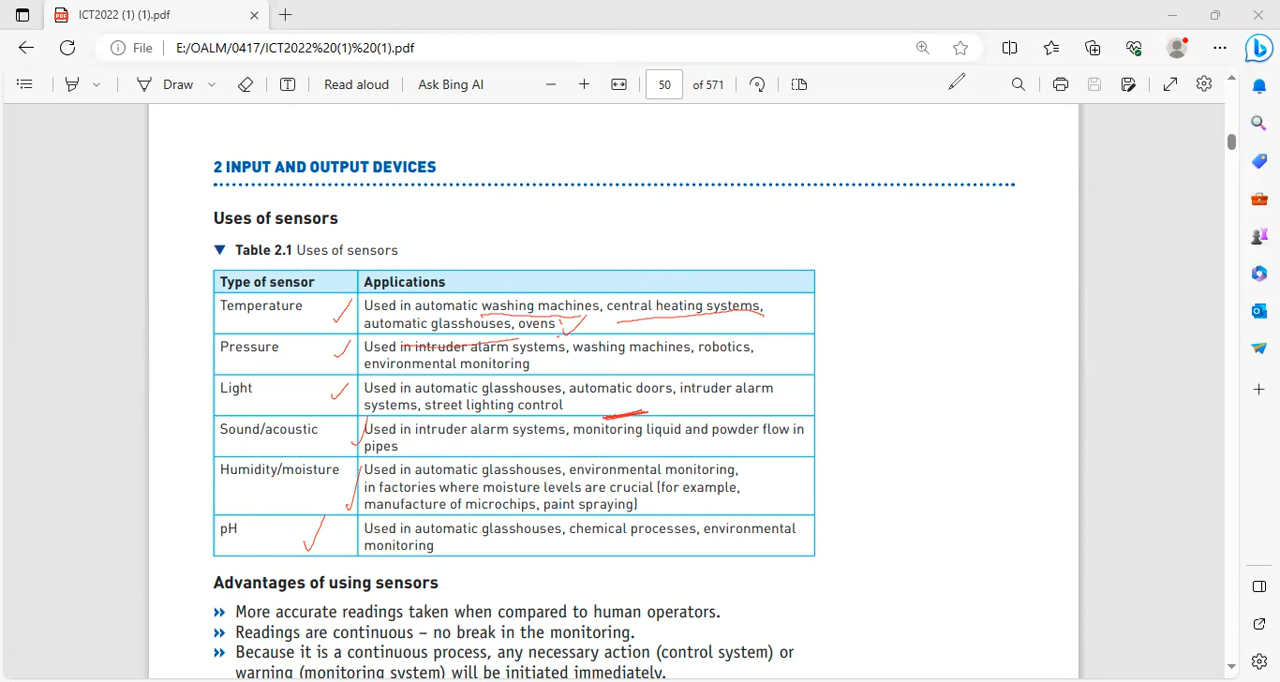 ICT2022 (1) (1).pdf
File
E:/OALM/0417/ICT2022%20(1)%20(1).pdf
Draw
Read aloud
Ask Bing AI
50
of 571
2 INPUT AND OUTPUT DEVICES
Uses of sensors
▼ Table 2.1 Uses of sensors
Type of sensor
Applications
Temperature
Used in automatic washing machines, central heating systems,
automatic glasshouses, ovens
Pressure
Used in intruder alarm systems, washing machines, robotics,
environmental monitoring
Light
Used in automatic glasshouses, automatic doors, intruder alarm
systems, street lighting control
Sound/acoustic
Used in intruder alarm systems, monitoring liquid and powder flow in
pipes
Humidity/moisture
Used in automatic glasshouses, environmental monitoring,
in factories where moisture levels are crucial (for example,
manufacture of microchips, paint spraying)
pH
Used in automatic glasshouses, chemical processes, environmental
monitoring
Advantages of using sensors
» More accurate readings taken when compared to human operators.
» Readings are continuous – no break in the monitoring.
» Because it is a continuous process, any necessary action (control system) or
warning (monitoring system) will be initiated immediately.